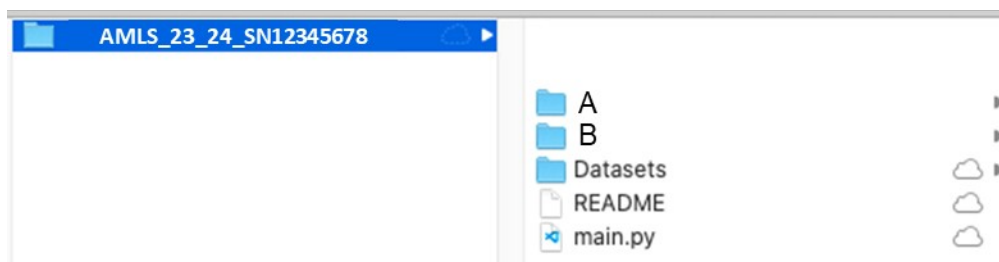 AMLS_23_24_SN12345678
A
B
Datasets
README
main.py